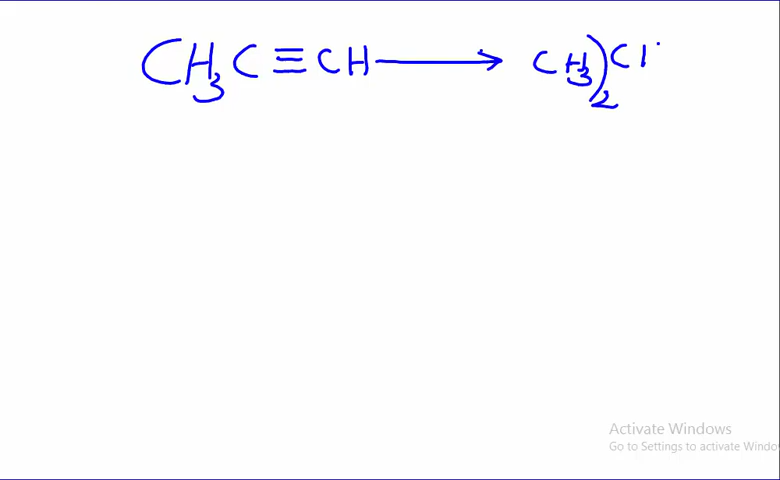 CH₃C≡CH ⟶ CH₃)₂Cl
Activate Windows
Go to Settings to activate Windo